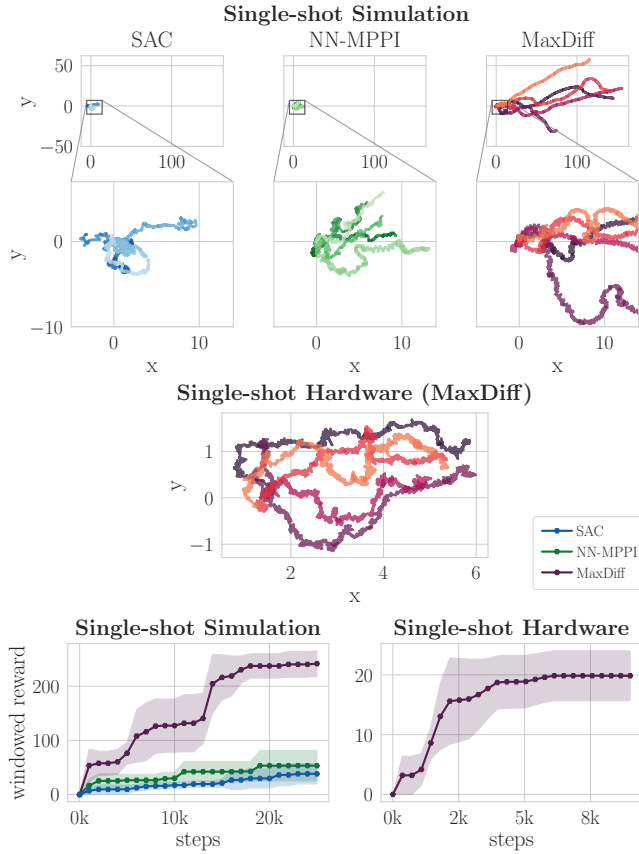 Single-shot Simulation
SAC NN-MPPI MaxDiff
50
y 0
−50
0 100 0 100 0 100
y 0
−10
0 10 0 10 0 10
x x x
Single-shot Hardware (MaxDiff)
1
y 0
−1
2 4 6
x
SAC
NN-MPPI
MaxDiff
Single-shot Simulation Single-shot Hardware
windowed reward
200
100
0
0k 10k 20k
steps
20
10
0
0k 2k 5k 8k
steps